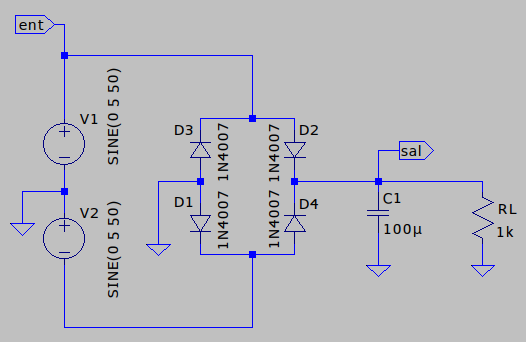 ent
V1
SINE(0 5 50)
V2
SINE(0 5 50)
D3
1N4007
1N4007
D2
D1
1N4007
1N4007
D4
sal
C1
100µ
RL
1k